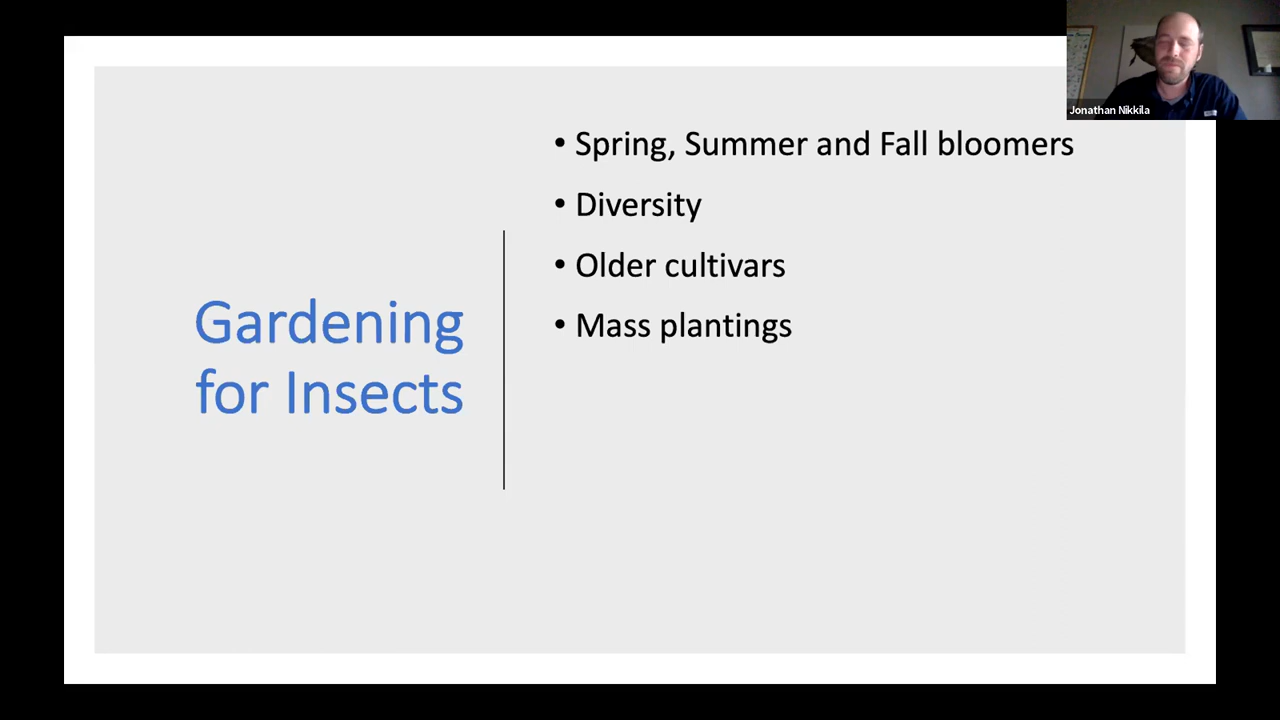 Jonathan Nikkila
Gardening
for Insects
• Spring, Summer and Fall bloomers
• Diversity
• Older cultivars
• Mass plantings